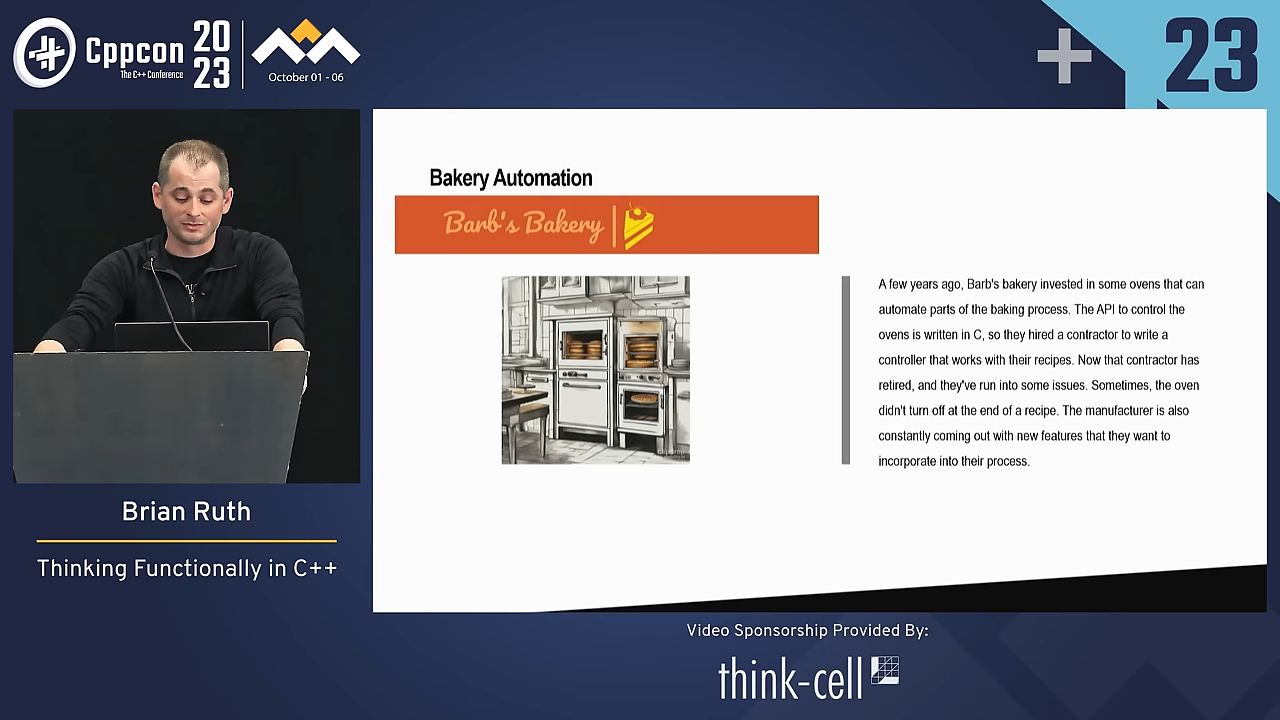 Cppcon
The C++ Conference
20
23
October 01 - 06
23
Bakery Automation
Barb's Bakery
A few years ago, Barb's bakery invested in some ovens that can
automate parts of the baking process. The API to control the
ovens is written in C, so they hired a contractor to write a
controller that works with their recipes. Now that contractor has
retired, and they've run into some issues. Sometimes, the oven
didn't turn off at the end of a recipe. The manufacturer is also
constantly coming out with new features that they want to
incorporate into their process.
Brian Ruth
Thinking Functionally in C++
Video Sponsorship Provided By:
think-cell